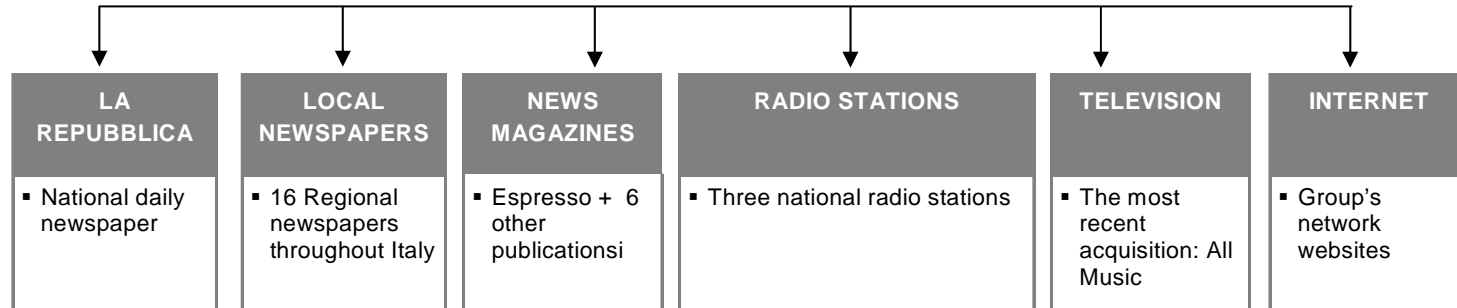 LA
REPUBBLICA
▪ National daily
newspaper
LOCAL
NEWSPAPERS
▪ 16 Regional
newspapers
throughout Italy
NEWS
MAGAZINES
▪ Espresso + 6
other
publicationsi
RADIO STATIONS
▪ Three national radio stations
TELEVISION
▪ The most
recent
acquisition: All
Music
INTERNET
▪ Group's
network
websites